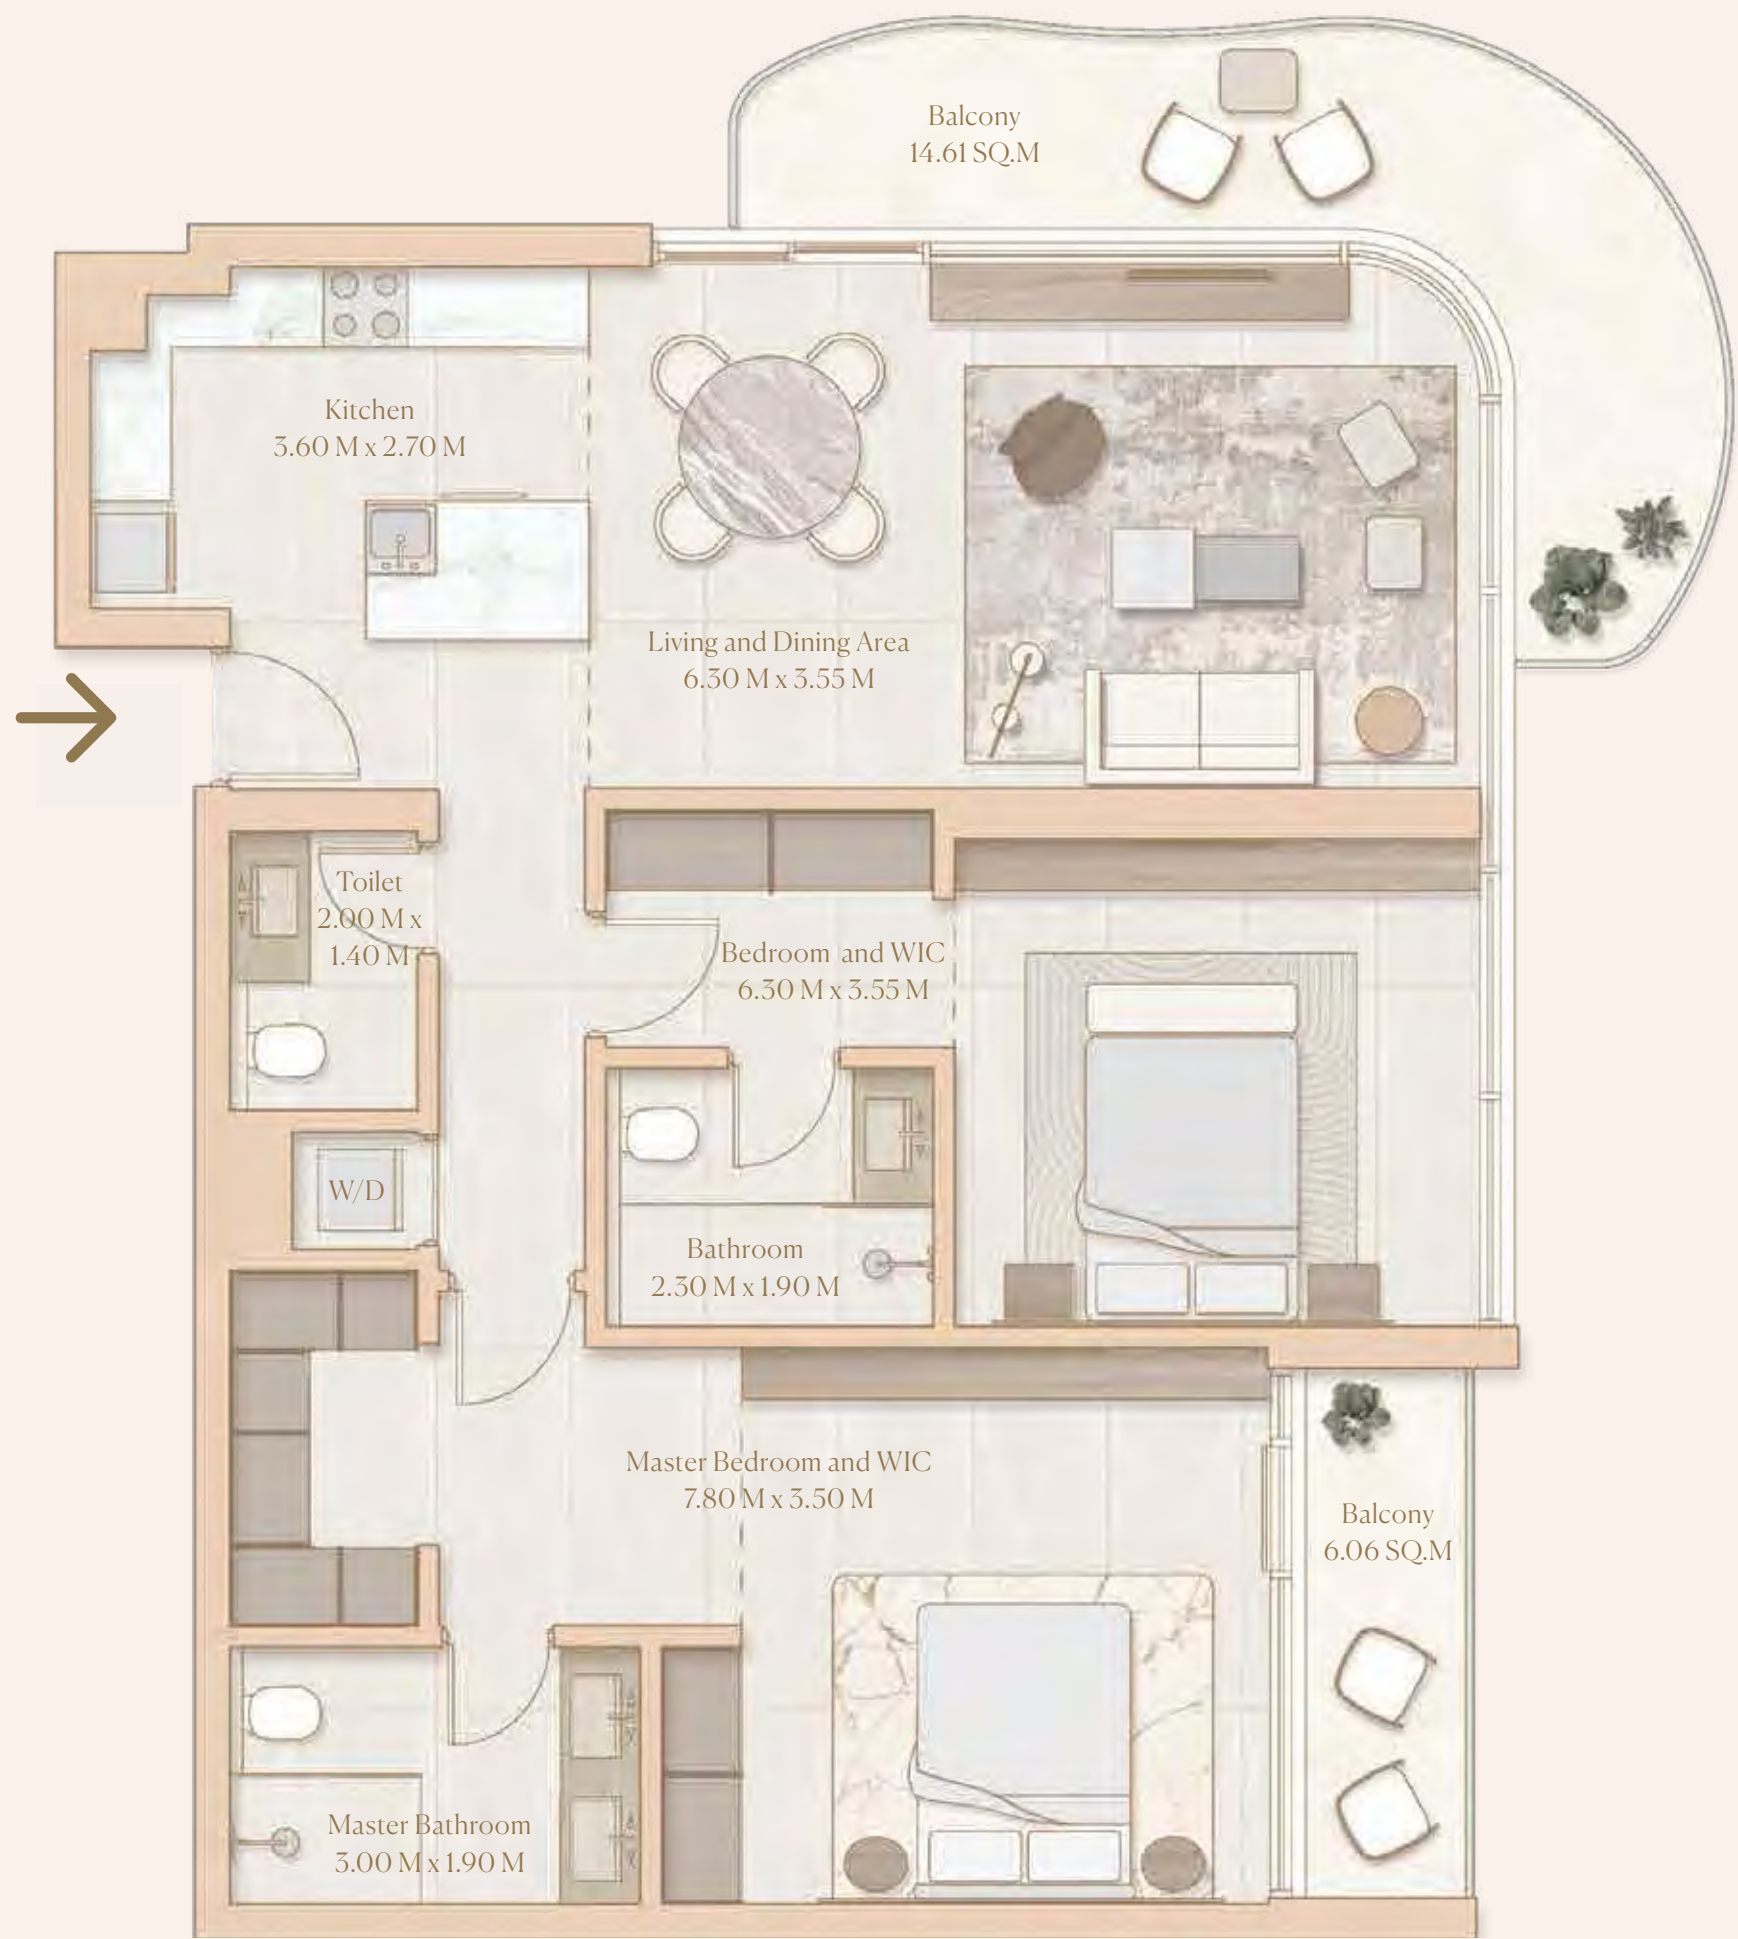 Balcony
14.61 SQ.M
Kitchen
3.60 M x 2.70 M
Living and Dining Area
6.30 M x 3.55 M
Toilet
2.00 M x
1.40 M
Bedroom and WIC
6.30 M x 3.55 M
W/D
Bathroom
2.30 M x 1.90 M
Master Bedroom and WIC
7.80 M x 3.50 M
Balcony
6.06 SQ.M
Master Bathroom
3.00 M x 1.90 M